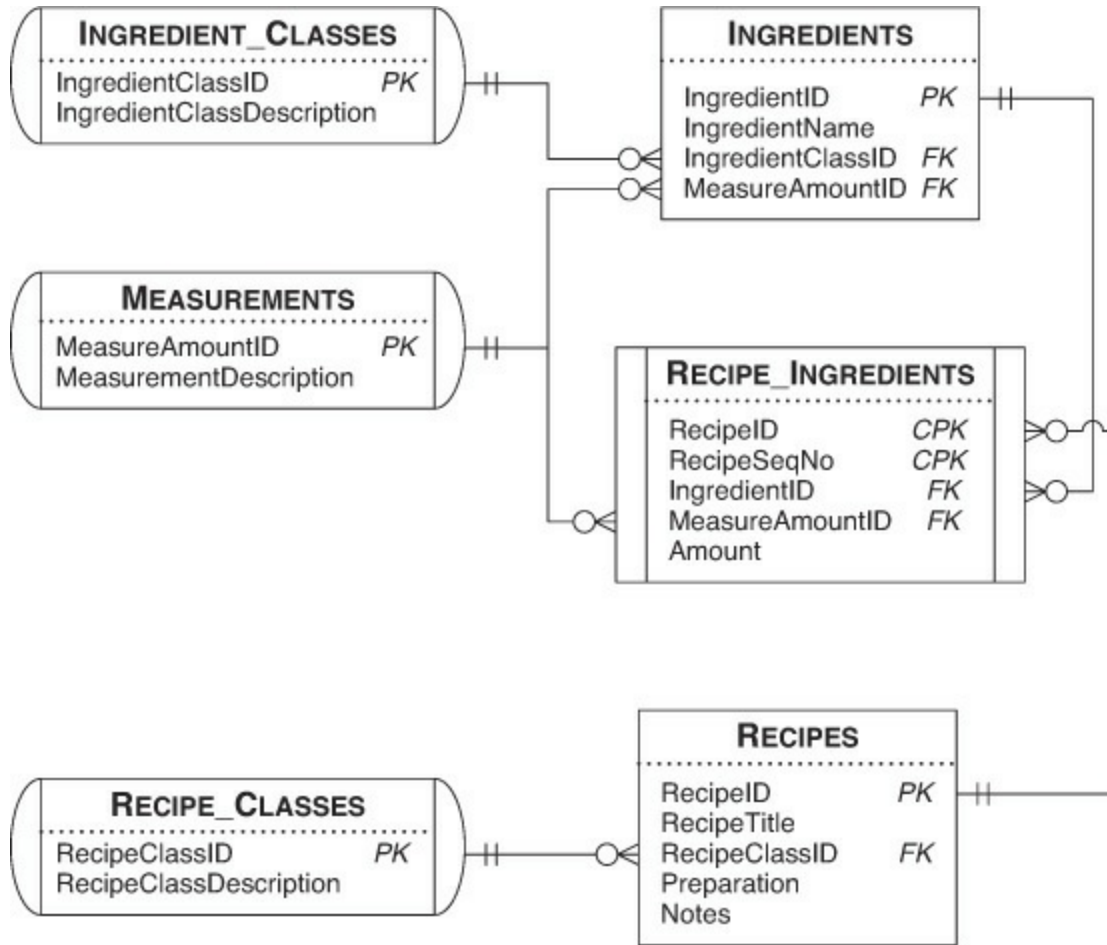 INGREDIENT_CLASSES
IngredientClassID PK
IngredientClassDescription
INGREDIENTS
IngredientID PK
IngredientName
IngredientClassID FK
MeasureAmountID FK
MEASUREMENTS
MeasureAmountID PK
MeasurementDescription
RECIPE_INGREDIENTS
RecipeID CPK
RecipeSeqNo CPK
IngredientID FK
MeasureAmountID FK
Amount
RECIPE_CLASSES
RecipeClassID PK
RecipeClassDescription
RECIPES
RecipeID PK
RecipeTitle
RecipeClassID FK
Preparation
Notes